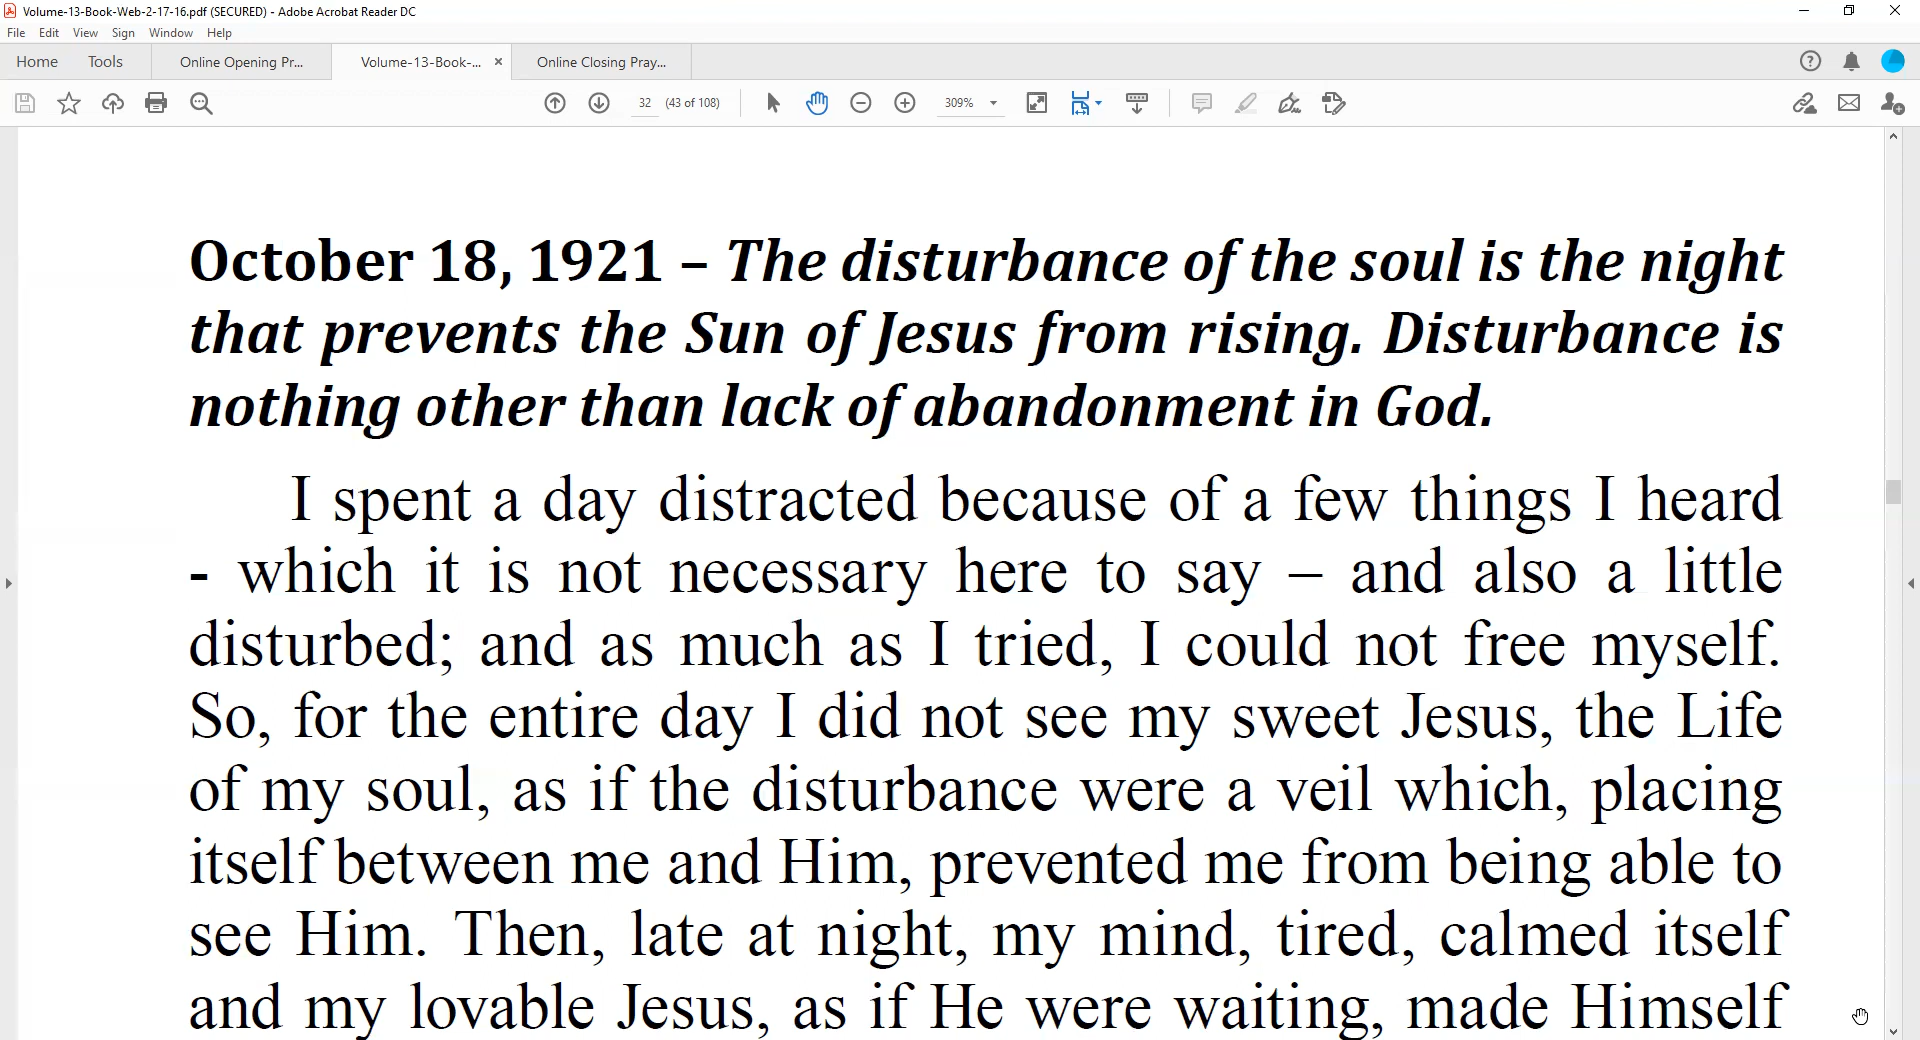 Volume-13-Book-Web-2-17-16.pdf (SECURED) - Adobe Acrobat Reader DC
File Edit View Sign Window Help
Home Tools Online Opening Pr... Volume-13-Book-... × Online Closing Pray...
32 (43 of 108) 309%
October 18, 1921 – The disturbance of the soul is the night
that prevents the Sun of Jesus from rising. Disturbance is
nothing other than lack of abandonment in God.
I spent a day distracted because of a few things I heard
- which it is not necessary here to say – and also a little
disturbed; and as much as I tried, I could not free myself.
So, for the entire day I did not see my sweet Jesus, the Life
of my soul, as if the disturbance were a veil which, placing
itself between me and Him, prevented me from being able to
see Him. Then, late at night, my mind, tired, calmed itself
and my lovable Jesus, as if He were waiting, made Himself